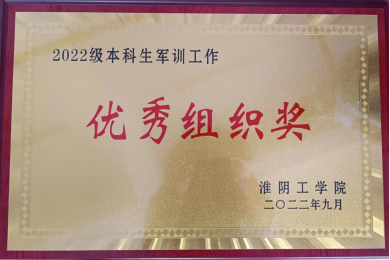 2022级本科生军训工作
优秀组织奖
淮阴工学院
二〇二二年九月